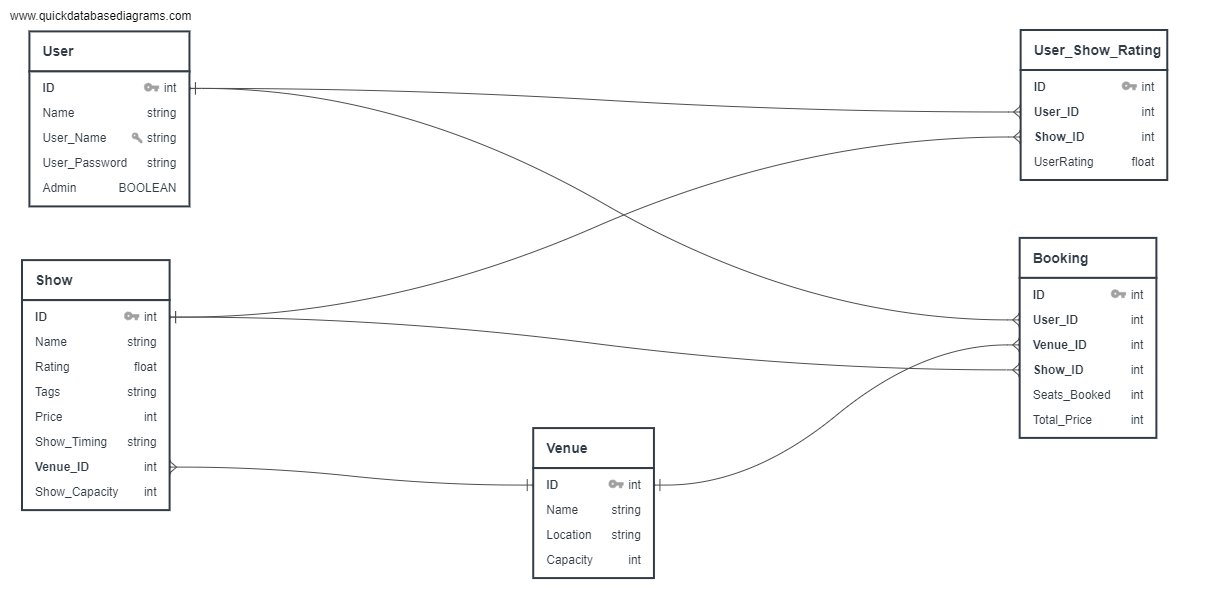 www.quickdatabasediagrams.com
User
ID int
Name string
User_Name string
User_Password string
Admin BOOLEAN
Show
ID int
Name string
Rating float
Tags string
Price int
Show_Timing string
Venue_ID int
Show_Capacity int
Venue
ID int
Name string
Location string
Capacity int
User_Show_Rating
ID int
User_ID int
Show_ID int
UserRating float
Booking
ID int
User_ID int
Venue_ID int
Show_ID int
Seats_Booked int
Total_Price int